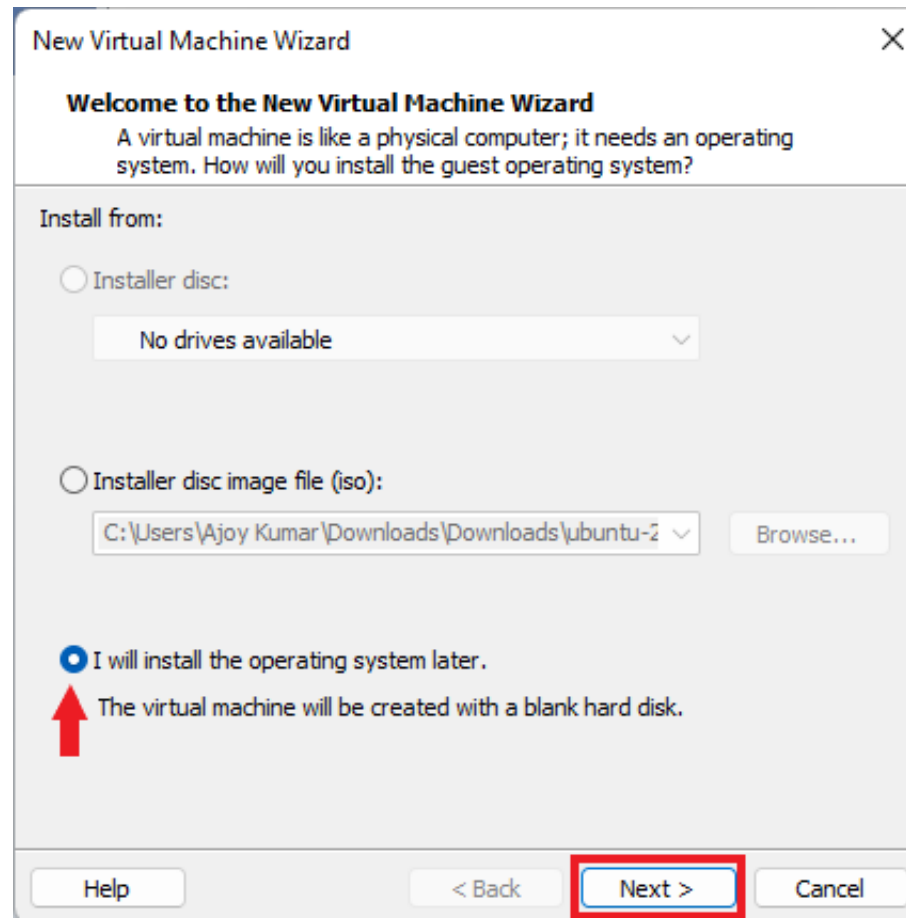 New Virtual Machine Wizard
Welcome to the New Virtual Machine Wizard
A virtual machine is like a physical computer; it needs an operating
system. How will you install the guest operating system?
Install from:
Installer disc:
No drives available
Installer disc image file (iso):
C:\Users\Ajoy Kumar\Downloads\Downloads\ubuntu-2
Browse...
I will install the operating system later.
The virtual machine will be created with a blank hard disk.
Help
< Back
Next >
Cancel